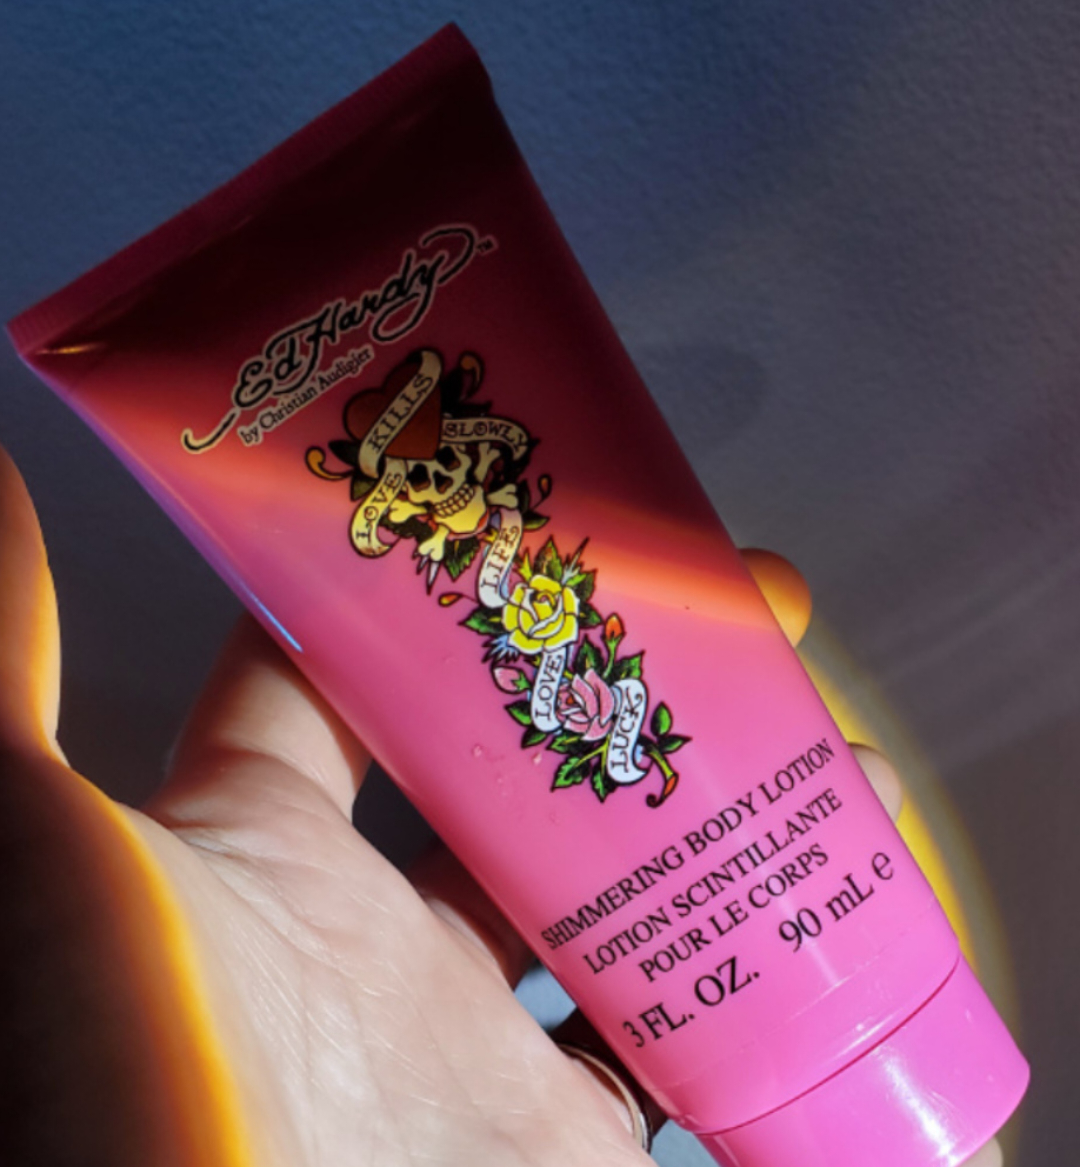 Ed Hardy™
by Christian Audigier
LOVE KILLS SLOWLY
LIFE
LOVE
LUCK
SHIMMERING BODY LOTION
LOTION SCINTILLANTE
POUR LE CORPS
3 FL. OZ. 90 mL e